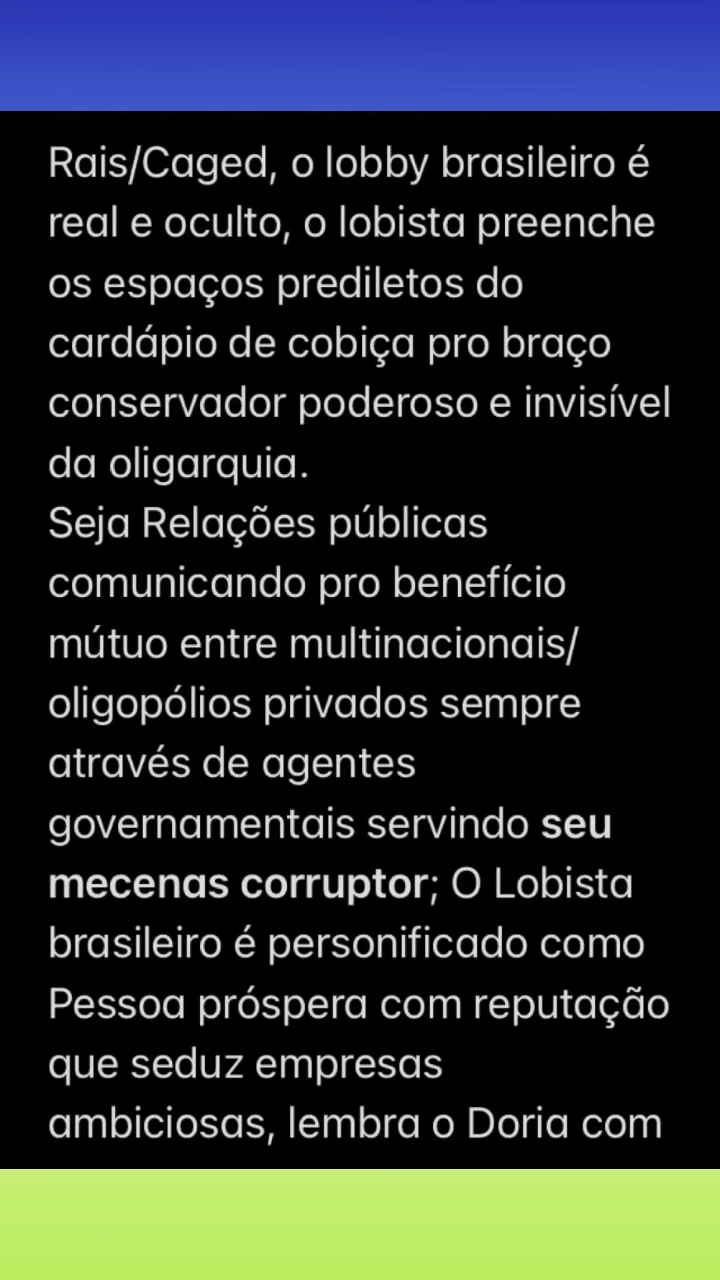 Rais/Caged, o lobby brasileiro é
real e oculto, o lobista preenche
os espaços prediletos do
cardápio de cobiça pro braço
conservador poderoso e invisível
da oligarquia.
Seja Relações públicas
comunicando pro benefício
mútuo entre multinacionais/
oligopólios privados sempre
através de agentes
governamentais servindo seu
mecenas corruptor; O Lobista
brasileiro é personificado como
Pessoa próspera com reputação
que seduz empresas
ambiciosas, lembra o Doria com